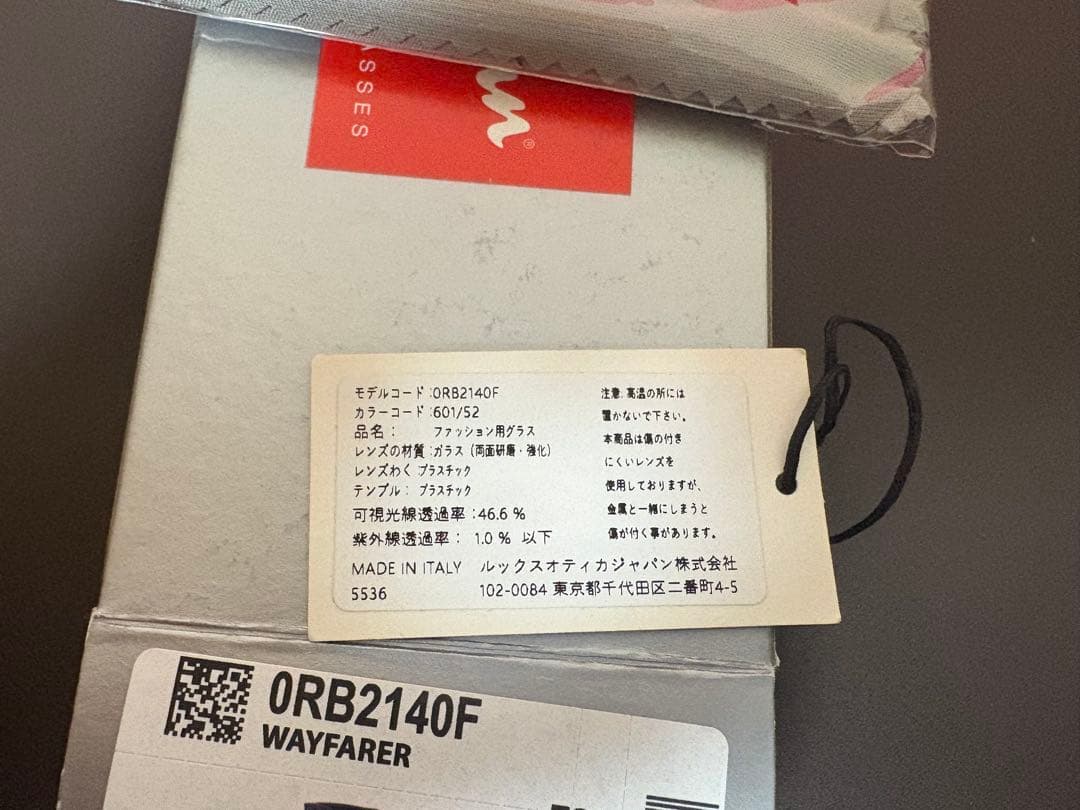 SSES
®
モデルコード:0RB2140F
カラーコード:601/52
品名: ファッション用グラス
レンズの材質:ガラス(両面研磨・強化)
レンズわく プラスチック
テンプル: プラスチック
可視光線透過率:46.6 %
紫外線透過率: 1.0 % 以下
注意:高温の所には
置かないで下さい。
本商品は傷の付き
にくいレンズを
使用しておりますが、
金属と一緒にしまうと
傷が付く事があります。
MADE IN ITALY ルックスオティカジャパン株式会社
5536 102-0084 東京都千代田区二番町4-5
0RB2140F
WAYFARER